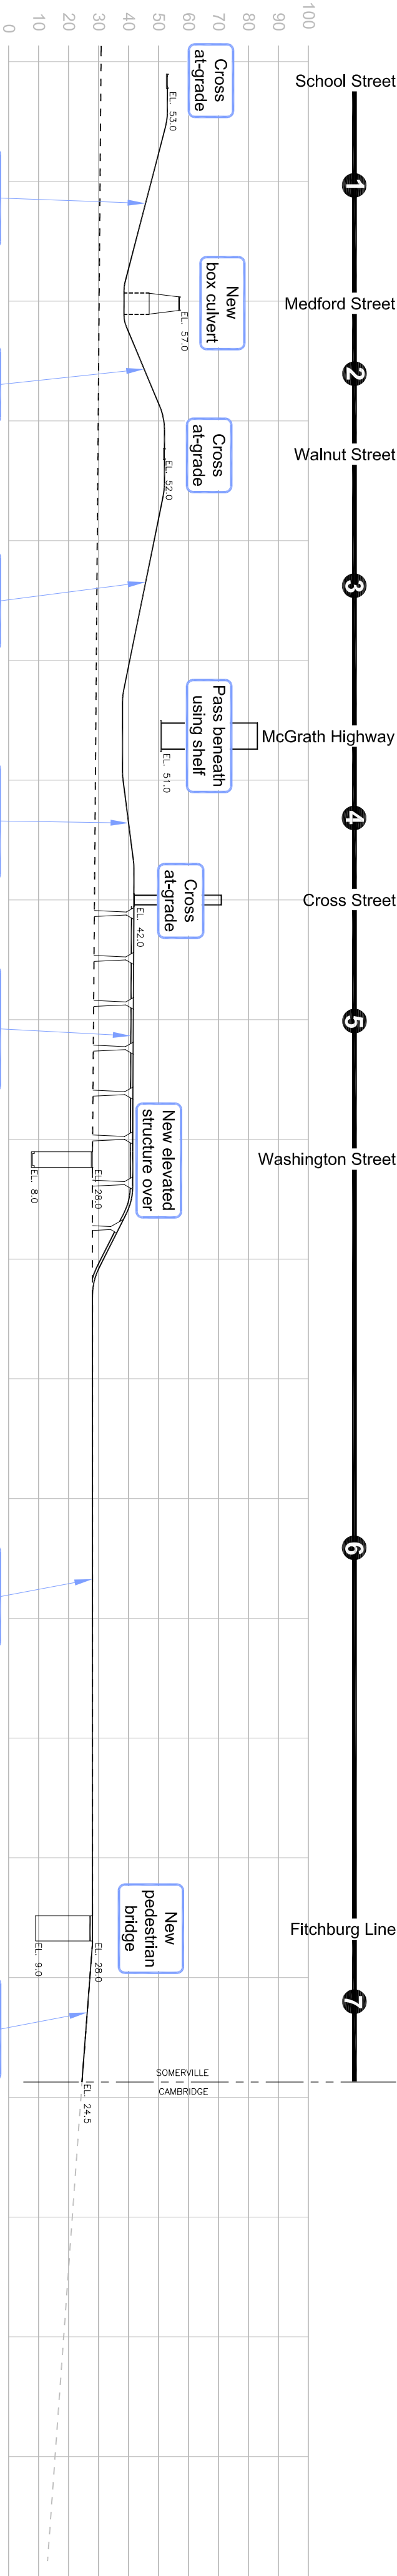 School Street
1
Medford Street
2
Walnut Street
3
McGrath Highway
4
Cross Street
5
Washington Street
6
Fitchburg Line
7
100
90
80
70
60
50
40
30
20
10
0
Cross
at-grade
EL. 53.0
New
box culvert
EL. 57.0
Cross
at-grade
EL. 52.0
Pass beneath
using shelf
EL. 51.0
Cross
at-grade
EL. 42.0
New elevated
structure over
EL. 28.0
EL. 8.0
New
pedestrian
bridge
EL. 28.0
EL. 9.0
SOMERVILLE
CAMBRIDGE
EL. 24.5